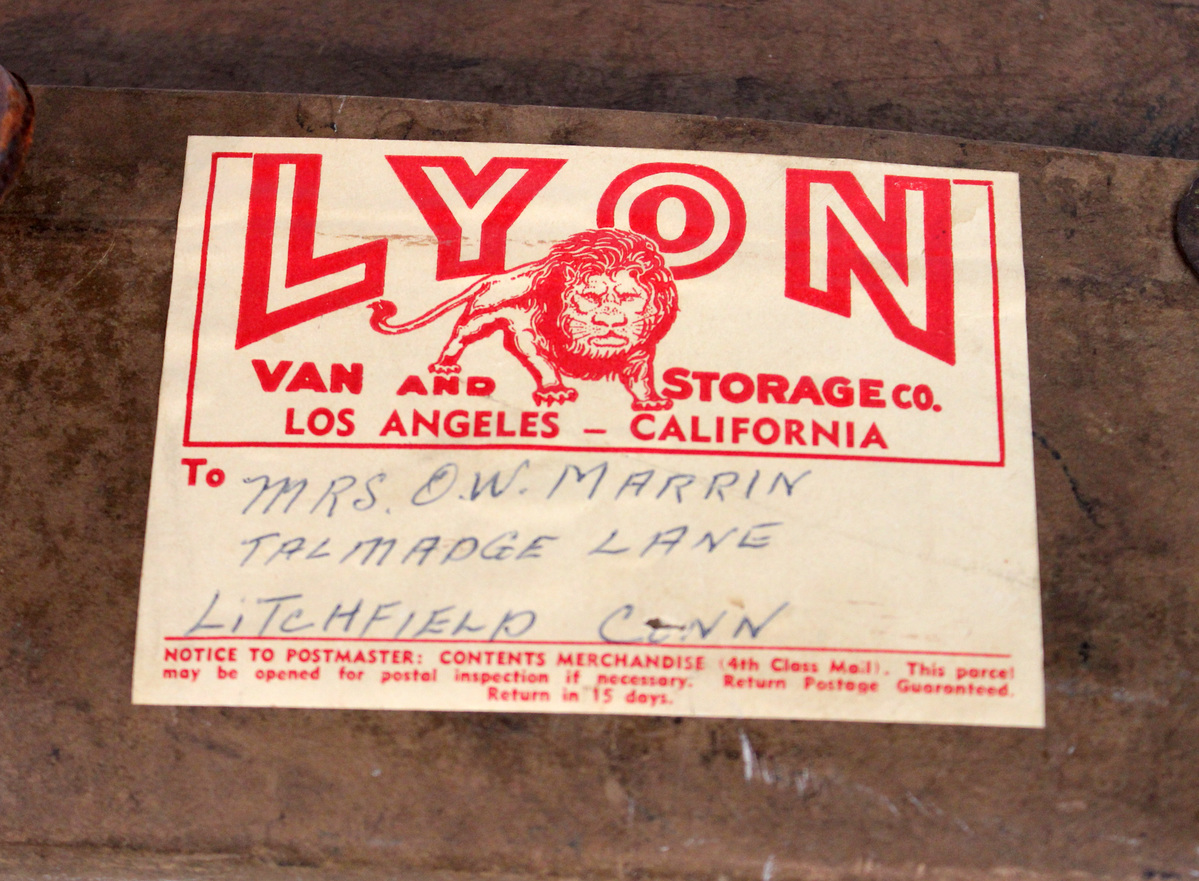 LYON
VAN AND STORAGE CO.
LOS ANGELES – CALIFORNIA
To MRS. O.W. MARRIN
TALMADGE LANE
LiTCHFIELD CONN
NOTICE TO POSTMASTER: CONTENTS MERCHANDISE (4th Class Mail). This parcel
may be opened for postal inspection if necessary. Return Postage Guaranteed.
Return in 15 days.